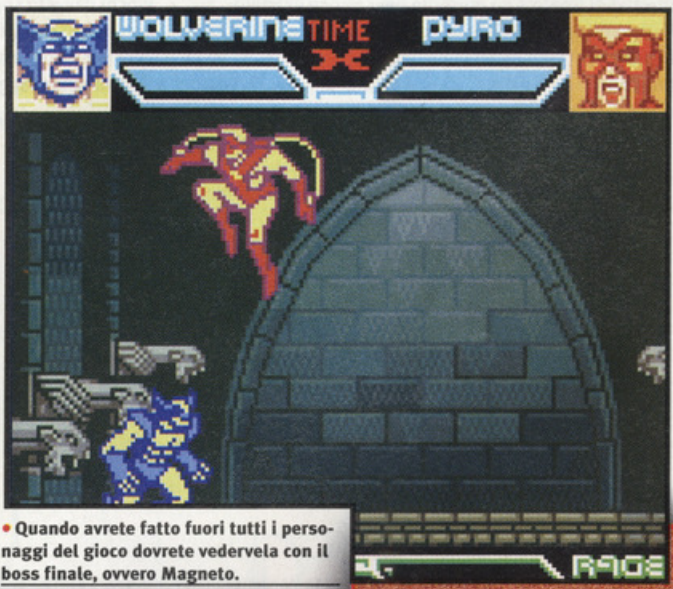 WOLVERINE TIME PYRO
• Quando avrete fatto fuori tutti i perso-
naggi del gioco dovrete vedervela con il
boss finale, ovvero Magneto.
RAGE